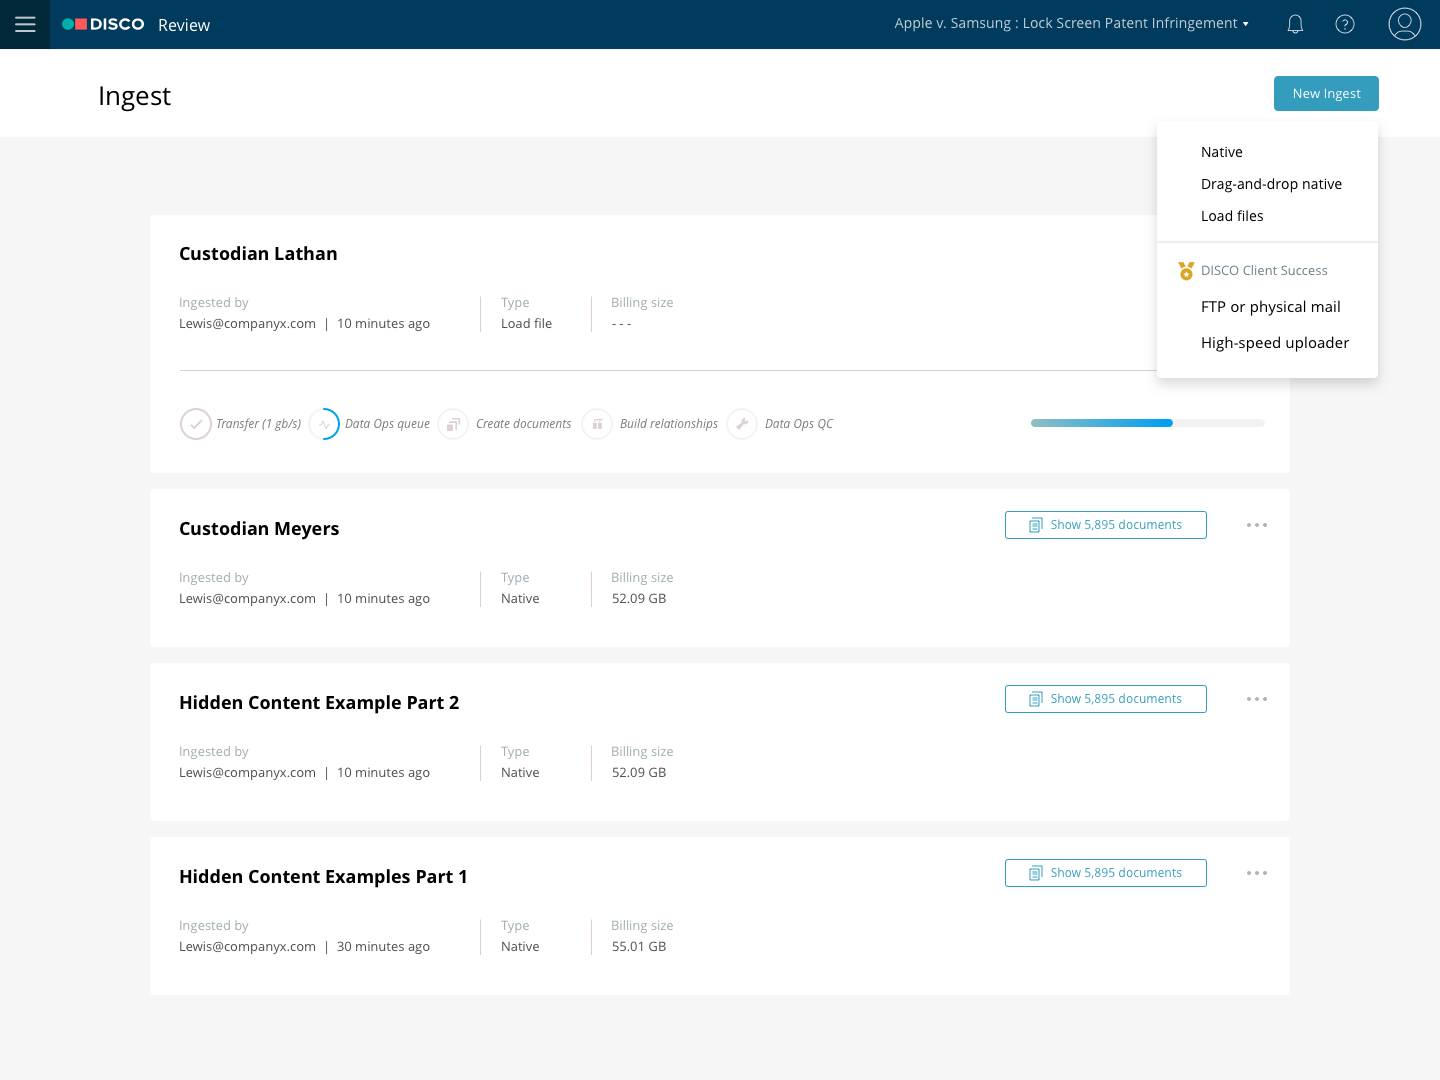 DISCO Review
Apple v. Samsung : Lock Screen Patent Infringement
Ingest
New Ingest
Native
Drag-and-drop native
Load files
DISCO Client Success
FTP or physical mail
High-speed uploader
Custodian Lathan
Ingested by Type Billing size
Lewis@companyx.com | 10 minutes ago Load file - - -
Transfer (1 gb/s) Data Ops queue Create documents Build relationships Data Ops QC
Custodian Meyers
Show 5,895 documents
Ingested by Type Billing size
Lewis@companyx.com | 10 minutes ago Native 52.09 GB
Hidden Content Example Part 2
Show 5,895 documents
Ingested by Type Billing size
Lewis@companyx.com | 10 minutes ago Native 52.09 GB
Hidden Content Examples Part 1
Show 5,895 documents
Ingested by Type Billing size
Lewis@companyx.com | 30 minutes ago Native 55.01 GB